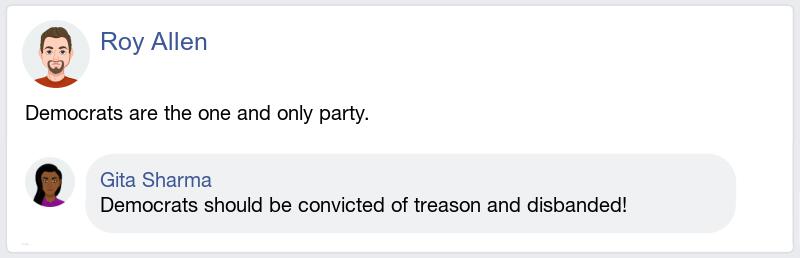 Roy Allen
Democrats are the one and only party.
Gita Sharma
Democrats should be convicted of treason and disbanded!